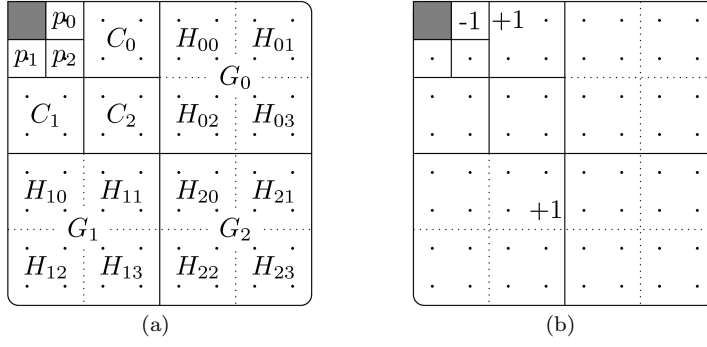 p₀ C₀ H₀₀ H₀₁ -1 +1
p₁ p₂ G₀
C₁ C₂ H₀₂ H₀₃
H₁₀ H₁₁ H₂₀ H₂₁ +1
G₁ G₂
H₁₂ H₁₃ H₂₂ H₂₃
(a) (b)